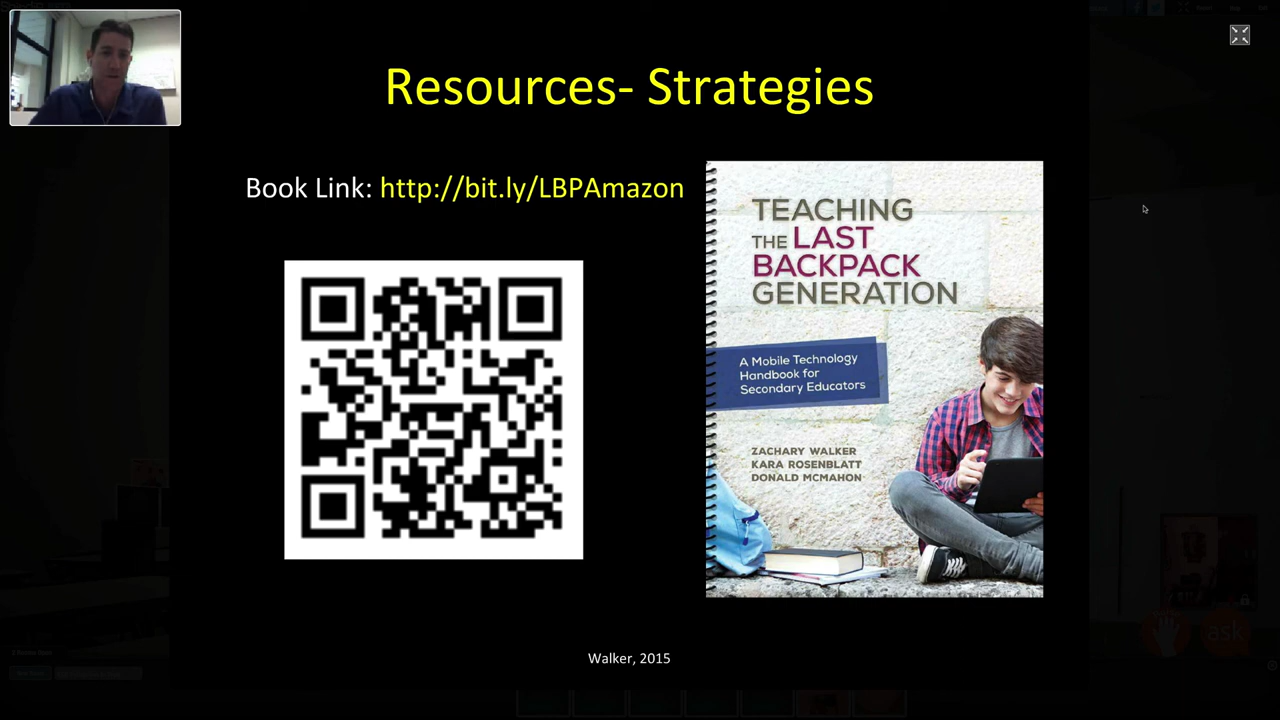 Resources- Strategies
Book Link: http://bit.ly/LBPAmazon
TEACHING
THE LAST
BACKPACK
GENERATION
A Mobile Technology
Handbook for
Secondary Educators
ZACHARY WALKER
KARA ROSENBLATT
DONALD MCMAHON
Walker, 2015
ask